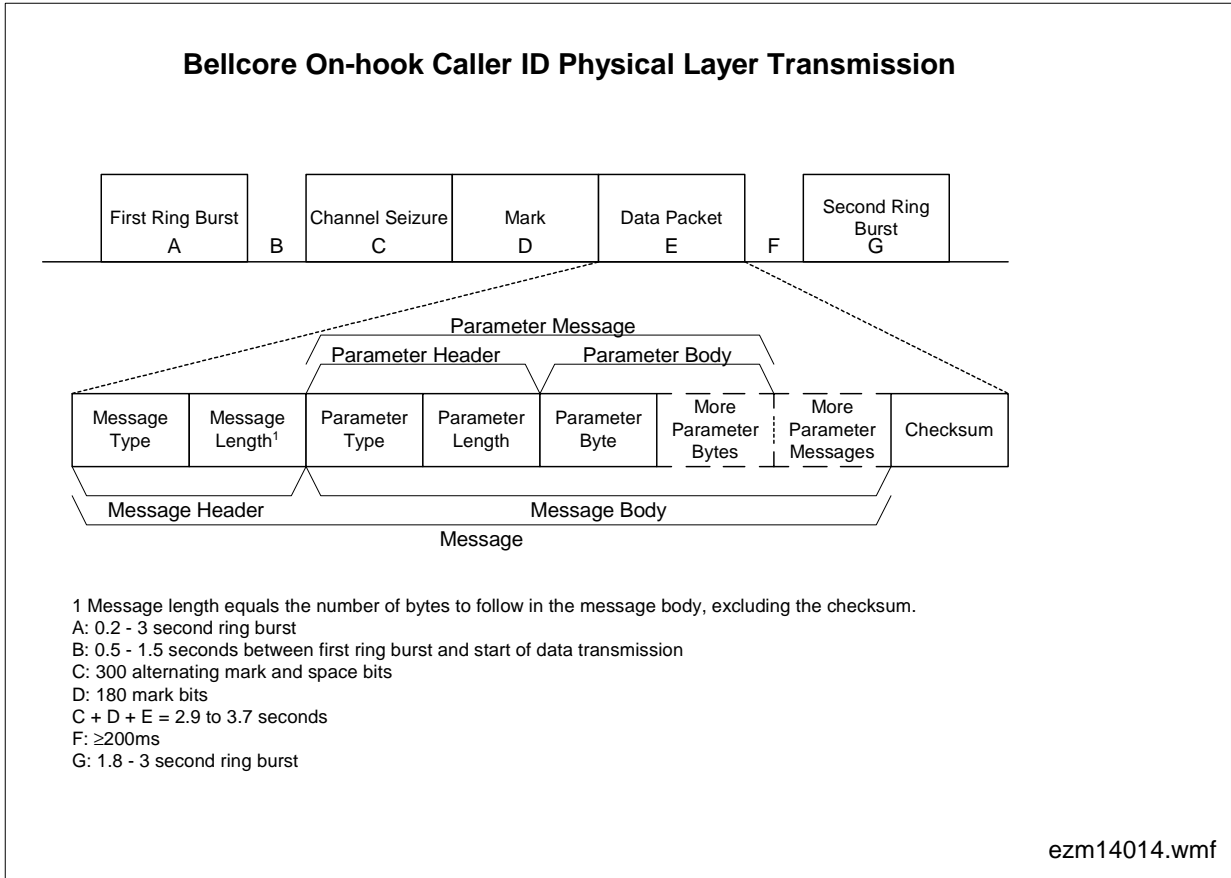 Bellcore On-hook Caller ID Physical Layer Transmission
First Ring Burst
A
B
Channel Seizure
C
Mark
D
Data Packet
E
F
Second Ring
Burst
G
Parameter Message
Parameter Header
Parameter Body
Message
Type
Message
Length¹
Parameter
Type
Parameter
Length
Parameter
Byte
More
Parameter
Bytes
More
Parameter
Messages
Checksum
Message Header
Message Body
Message
1 Message length equals the number of bytes to follow in the message body, excluding the checksum.
A: 0.2 - 3 second ring burst
B: 0.5 - 1.5 seconds between first ring burst and start of data transmission
C: 300 alternating mark and space bits
D: 180 mark bits
C + D + E = 2.9 to 3.7 seconds
F: ≥200ms
G: 1.8 - 3 second ring burst
ezm14014.wmf